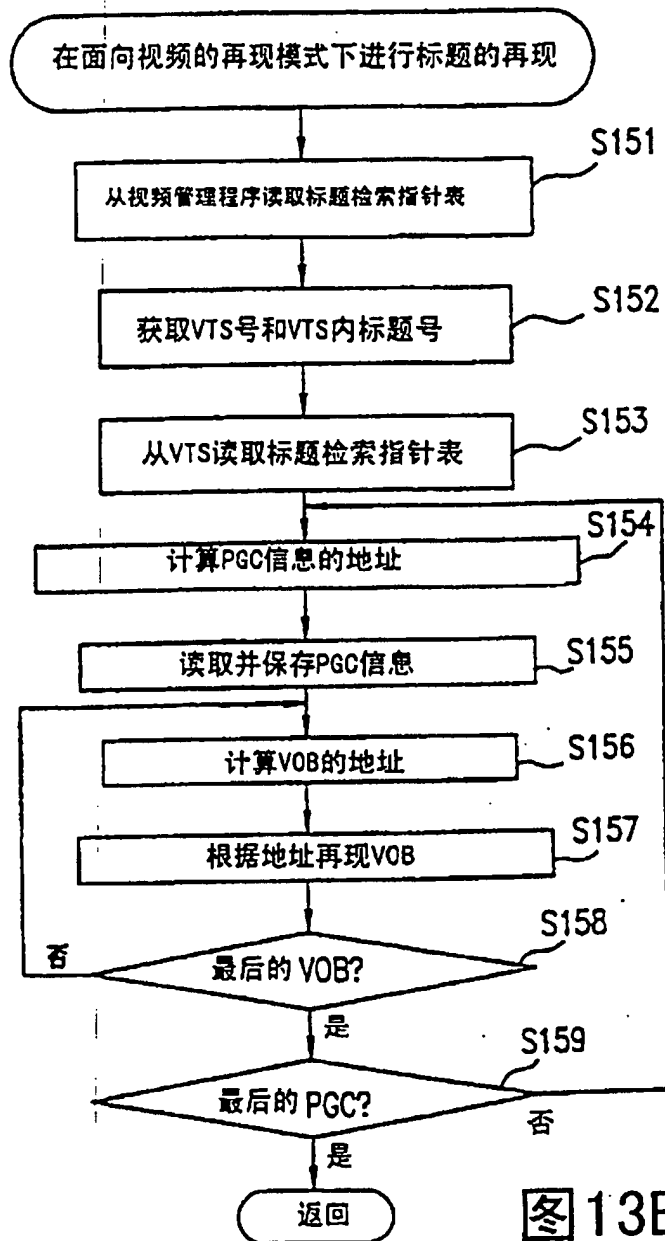 在面向视频的再现模式下进行标题的再现
S151
从视频管理程序读取标题检索指针表
S152
获取VTS号和VTS内标题号
S153
从VTS读取标题检索指针表
S154
计算PGC信息的地址
S155
读取并保存PGC信息
S156
计算VOB的地址
S157
根据地址再现VOB
S158
否
最后的VOB?
是
S159
最后的PGC?
否
是
返回
图13B